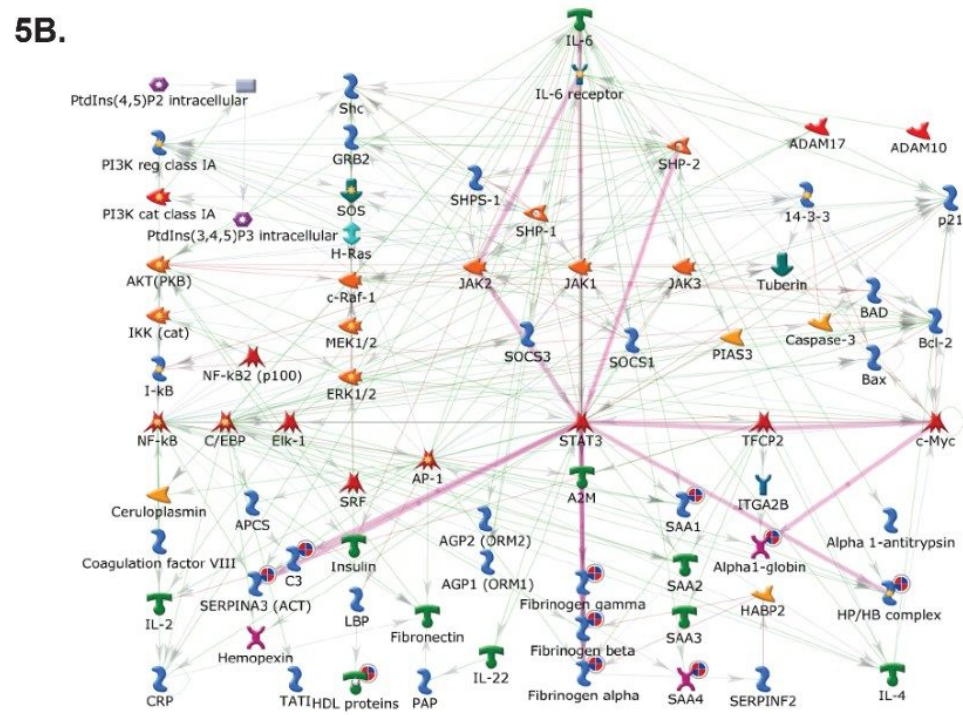 5B.
IL-6
IL-6 receptor
PtdIns(4,5)P2 intracellular
Shc
ADAM17
ADAM10
PI3K reg class IA
GRB2
SHP-2
SHPS-1
14-3-3
p21
PI3K cat class IA
SOS
SHP-1
PtdIns(3,4,5)P3 intracellular
H-Ras
AKT(PKB)
c-Raf-1
JAK2
JAK1
JAK3
Tuberin
BAD
IKK (cat)
MEK1/2
SOCS3
SOCS1
PIAS3
Caspase-3
Bcl-2
I-kB
NF-kB2 (p100)
ERK1/2
Bax
NF-kB
C/EBP
Elk-1
STAT3
TFCP2
c-Myc
AP-1
Ceruloplasmin
APCS
SRF
A2M
SAA1
ITGA2B
Coagulation factor VIII
C3
Insulin
AGP2 (ORM2)
Alpha 1-antitrypsin
Alpha1-globin
SERPINA3 (ACT)
AGP1 (ORM1)
SAA2
IL-2
LBP
Fibronectin
Fibrinogen gamma
HABP2
HP/HB complex
Hemopexin
Fibrinogen beta
SAA3
CRP
TATI
HDL proteins
PAP
IL-22
Fibrinogen alpha
SAA4
SERPINF2
IL-4